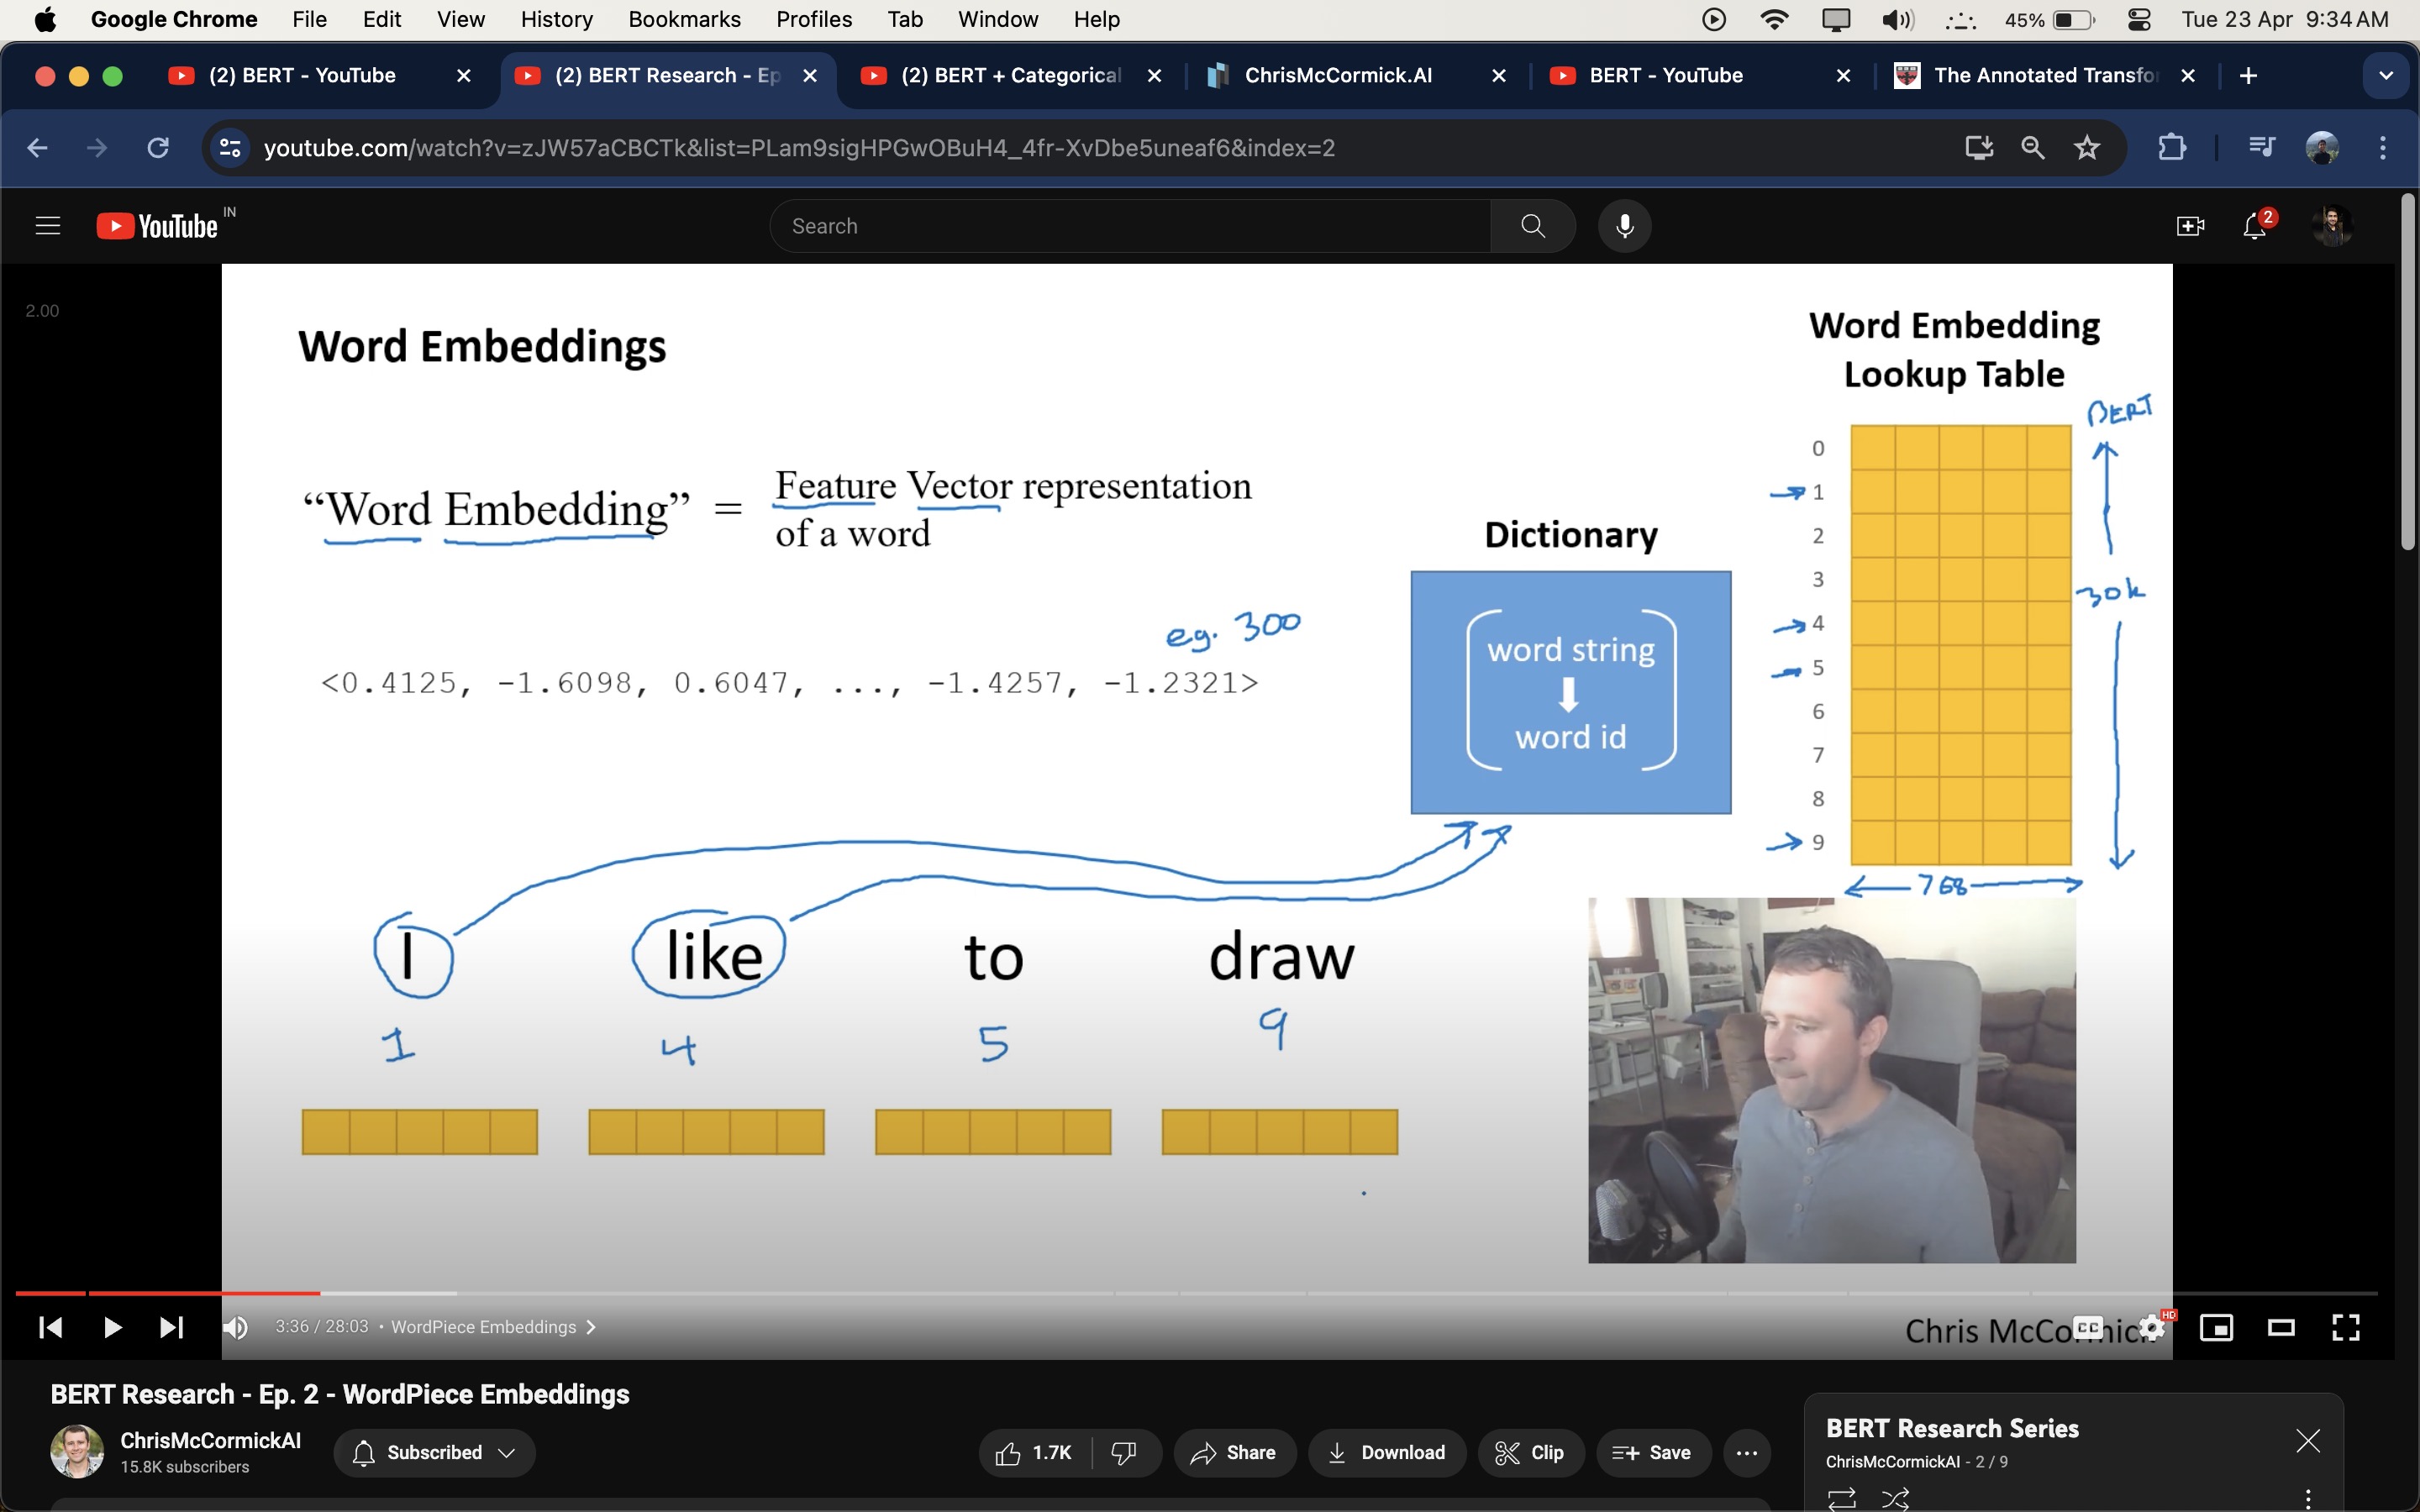 Google Chrome File Edit View History Bookmarks Profiles Tab Window Help 45% Tue 23 Apr 9:34 AM
(2) BERT - YouTube (2) BERT Research - Ep (2) BERT + Categorical ChrisMcCormick.AI BERT - YouTube The Annotated Transfo
youtube.com/watch?v=zJW57aCBCTk&list=PLam9sigHPGwOBuH4_4fr-XvDbe5uneaf6&index=2
YouTube IN Search 2
2.00
Word Embeddings
Word Embedding
Lookup Table
BERT
“Word Embedding” = Feature Vector representation
of a word
Dictionary
word string
word id
0
1
2
3
4
5
6
7
8
9
30k
768
eg. 300
<0.4125, -1.6098, 0.6047, ..., -1.4257, -1.2321>
I like to draw
1 4 5 9
3:36 / 28:03 • WordPiece Embeddings
CC HD
BERT Research - Ep. 2 - WordPiece Embeddings
ChrisMcCormickAI
15.8K subscribers
Subscribed
1.7K Share Download Clip Save
BERT Research Series
ChrisMcCormickAI - 2 / 9